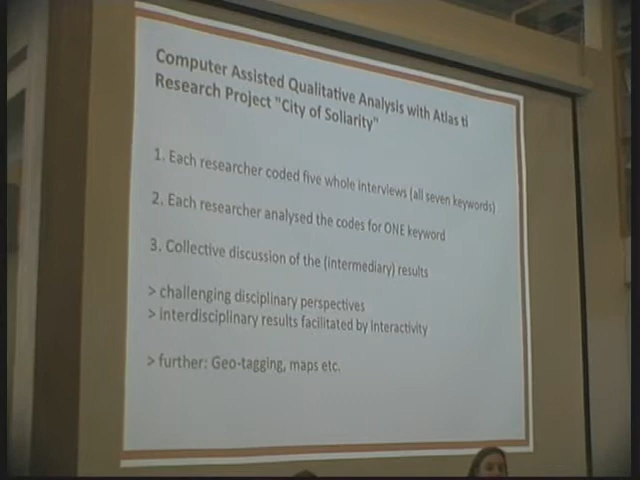 Computer Assisted Qualitative Analysis with Atlas ti
Research Project "City of Soliarity"
1. Each researcher coded five whole interviews (all seven keywords)
2. Each researcher analysed the codes for ONE keyword
3. Collective discussion of the (intermediary) results
> challenging disciplinary perspectives
> interdisciplinary results facilitated by interactivity
> further: Geo-tagging, maps etc.